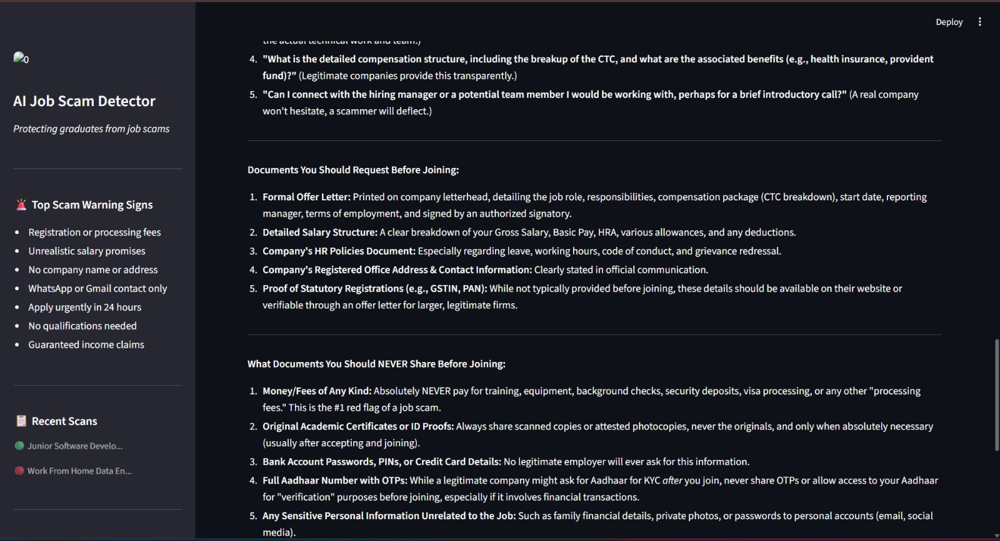 Deploy
0
AI Job Scam Detector
Protecting graduates from job scams
🚨 Top Scam Warning Signs
• Registration or processing fees
• Unrealistic salary promises
• No company name or address
• WhatsApp or Gmail contact only
• Apply urgently in 24 hours
• No qualifications needed
• Guaranteed income claims
📋 Recent Scans
🟢 Junior Software Develo...
🔴 Work From Home Data En...
the actual technical work and team.)
4. "What is the detailed compensation structure, including the breakup of the CTC, and what are the associated benefits (e.g., health insurance, provident
fund)?" (Legitimate companies provide this transparently.)
5. "Can I connect with the hiring manager or a potential team member I would be working with, perhaps for a brief introductory call?" (A real company
won't hesitate, a scammer will deflect.)
Documents You Should Request Before Joining:
1. Formal Offer Letter: Printed on company letterhead, detailing the job role, responsibilities, compensation package (CTC breakdown), start date, reporting
manager, terms of employment, and signed by an authorized signatory.
2. Detailed Salary Structure: A clear breakdown of your Gross Salary, Basic Pay, HRA, various allowances, and any deductions.
3. Company's HR Policies Document: Especially regarding leave, working hours, code of conduct, and grievance redressal.
4. Company's Registered Office Address & Contact Information: Clearly stated in official communication.
5. Proof of Statutory Registrations (e.g., GSTIN, PAN): While not typically provided before joining, these details should be available on their website or
verifiable through an offer letter for larger, legitimate firms.
What Documents You Should NEVER Share Before Joining:
1. Money/Fees of Any Kind: Absolutely NEVER pay for training, equipment, background checks, security deposits, visa processing, or any other "processing
fees." This is the #1 red flag of a job scam.
2. Original Academic Certificates or ID Proofs: Always share scanned copies or attested photocopies, never the originals, and only when absolutely necessary
(usually after accepting and joining).
3. Bank Account Passwords, PINs, or Credit Card Details: No legitimate employer will ever ask for this information.
4. Full Aadhaar Number with OTPs: While a legitimate company might ask for Aadhaar for KYC after you join, never share OTPs or allow access to your Aadhaar
for "verification" purposes before joining, especially if it involves financial transactions.
5. Any Sensitive Personal Information Unrelated to the Job: Such as family financial details, private photos, or passwords to personal accounts (email, social
media).